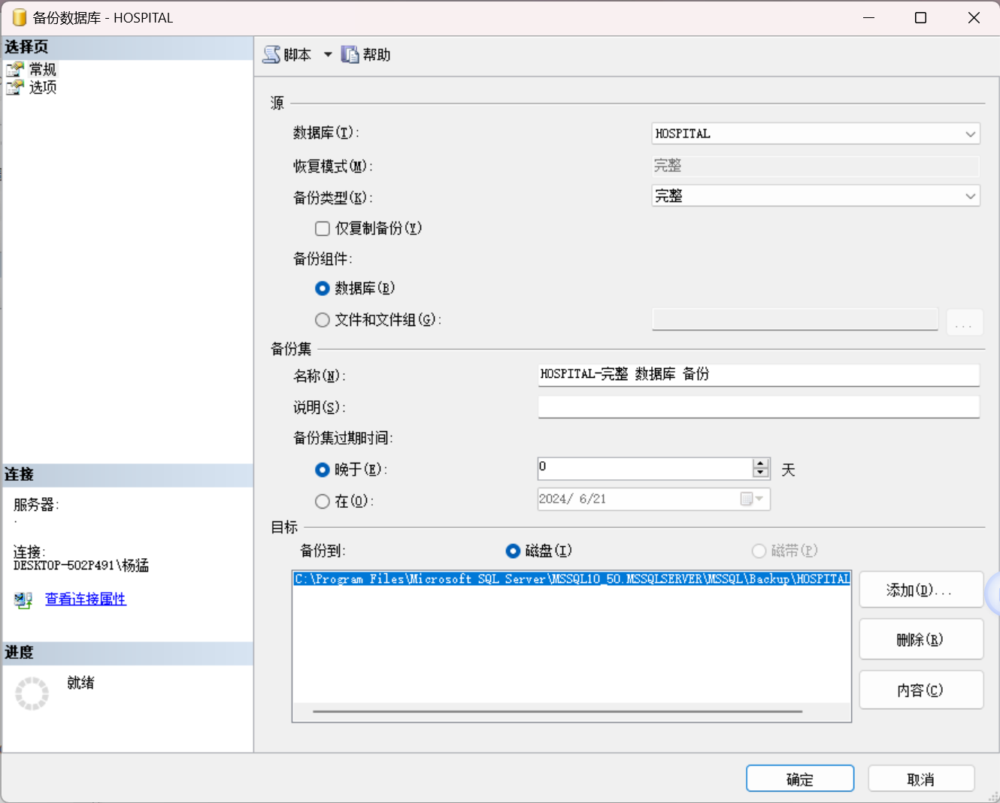 备份数据库 - HOSPITAL
选择页
常规
选项
脚本
帮助
源
数据库(T):
HOSPITAL
恢复模式(M):
完整
备份类型(K):
完整
仅复制备份(Y)
备份组件:
数据库(B)
文件和文件组(G):
...
备份集
名称(N):
HOSPITAL-完整 数据库 备份
说明(S):
备份集过期时间:
晚于(E):
0
天
在(O):
2024/ 6/21
目标
备份到:
磁盘(I)
磁带(P)
C:\Program Files\Microsoft SQL Server\MSSQL10_50.MSSQLSERVER\MSSQL\Backup\HOSPITAL
添加(D)...
删除(R)
内容(C)
连接
服务器:
.
连接:
DESKTOP-502P491\杨猛
查看连接属性
进度
就绪
确定
取消